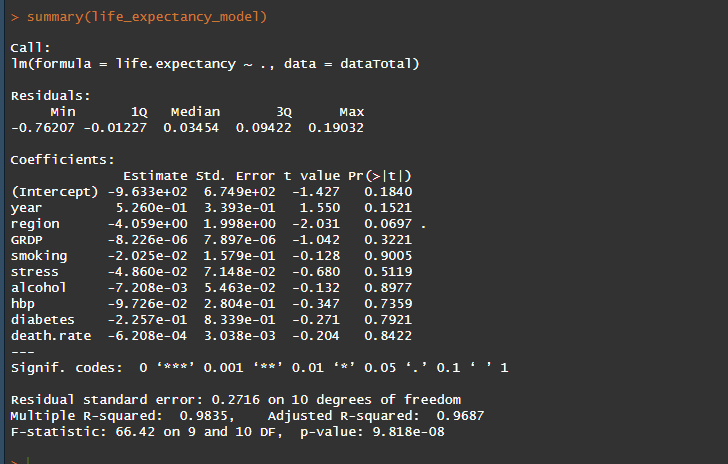 > summary(life_expectancy_model)
Call:
lm(formula = life.expectancy ~ ., data = dataTotal)
Residuals:
     Min       1Q   Median       3Q      Max
-0.76207 -0.01227  0.03454  0.09422  0.19032
Coefficients:
              Estimate Std. Error t value Pr(>|t|)
(Intercept) -9.633e+02  6.749e+02  -1.427   0.1840
year         5.260e-01  3.393e-01   1.550   0.1521
region      -4.059e+00  1.998e+00  -2.031   0.0697 .
GRDP        -8.226e-06  7.897e-06  -1.042   0.3221
smoking     -2.025e-02  1.579e-01  -0.128   0.9005
stress      -4.860e-02  7.148e-02  -0.680   0.5119
alcohol     -7.208e-03  5.463e-02  -0.132   0.8977
hbp         -9.726e-02  2.804e-01  -0.347   0.7359
diabetes    -2.257e-01  8.339e-01  -0.271   0.7921
death.rate  -6.208e-04  3.038e-03  -0.204   0.8422
---
Signif. codes:  0 ‘***’ 0.001 ‘**’ 0.01 ‘*’ 0.05 ‘.’ 0.1 ‘ ’ 1
Residual standard error: 0.2716 on 10 degrees of freedom
Multiple R-squared:  0.9835,    Adjusted R-squared:  0.9687
F-statistic: 66.42 on 9 and 10 DF,  p-value: 9.818e-08
>